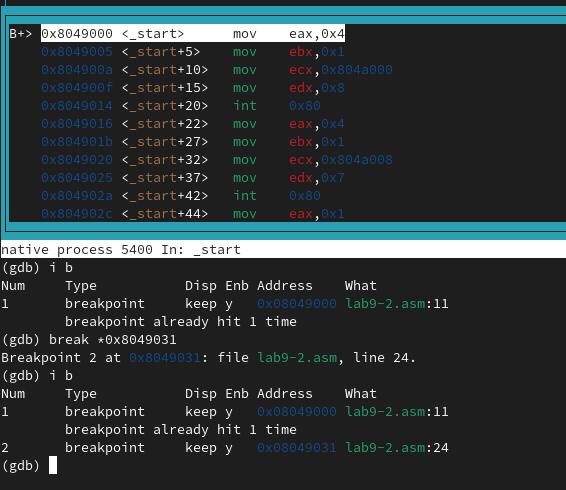 B+> 0x8049000 <_start>      mov    eax,0x4
    0x8049005 <_start+5>    mov    ebx,0x1
    0x804900a <_start+10>   mov    ecx,0x804a000
    0x804900f <_start+15>   mov    edx,0x8
    0x8049014 <_start+20>   int    0x80
    0x8049016 <_start+22>   mov    eax,0x4
    0x804901b <_start+27>   mov    ebx,0x1
    0x8049020 <_start+32>   mov    ecx,0x804a008
    0x8049025 <_start+37>   mov    edx,0x7
    0x804902a <_start+42>   int    0x80
    0x804902c <_start+44>   mov    eax,0x1
native process 5400 In: _start
(gdb) i b
Num     Type           Disp Enb Address    What
1       breakpoint     keep y   0x08049000 lab9-2.asm:11
        breakpoint already hit 1 time
(gdb) break *0x8049031
Breakpoint 2 at 0x8049031: file lab9-2.asm, line 24.
(gdb) i b
Num     Type           Disp Enb Address    What
1       breakpoint     keep y   0x08049000 lab9-2.asm:11
        breakpoint already hit 1 time
2       breakpoint     keep y   0x08049031 lab9-2.asm:24
(gdb)